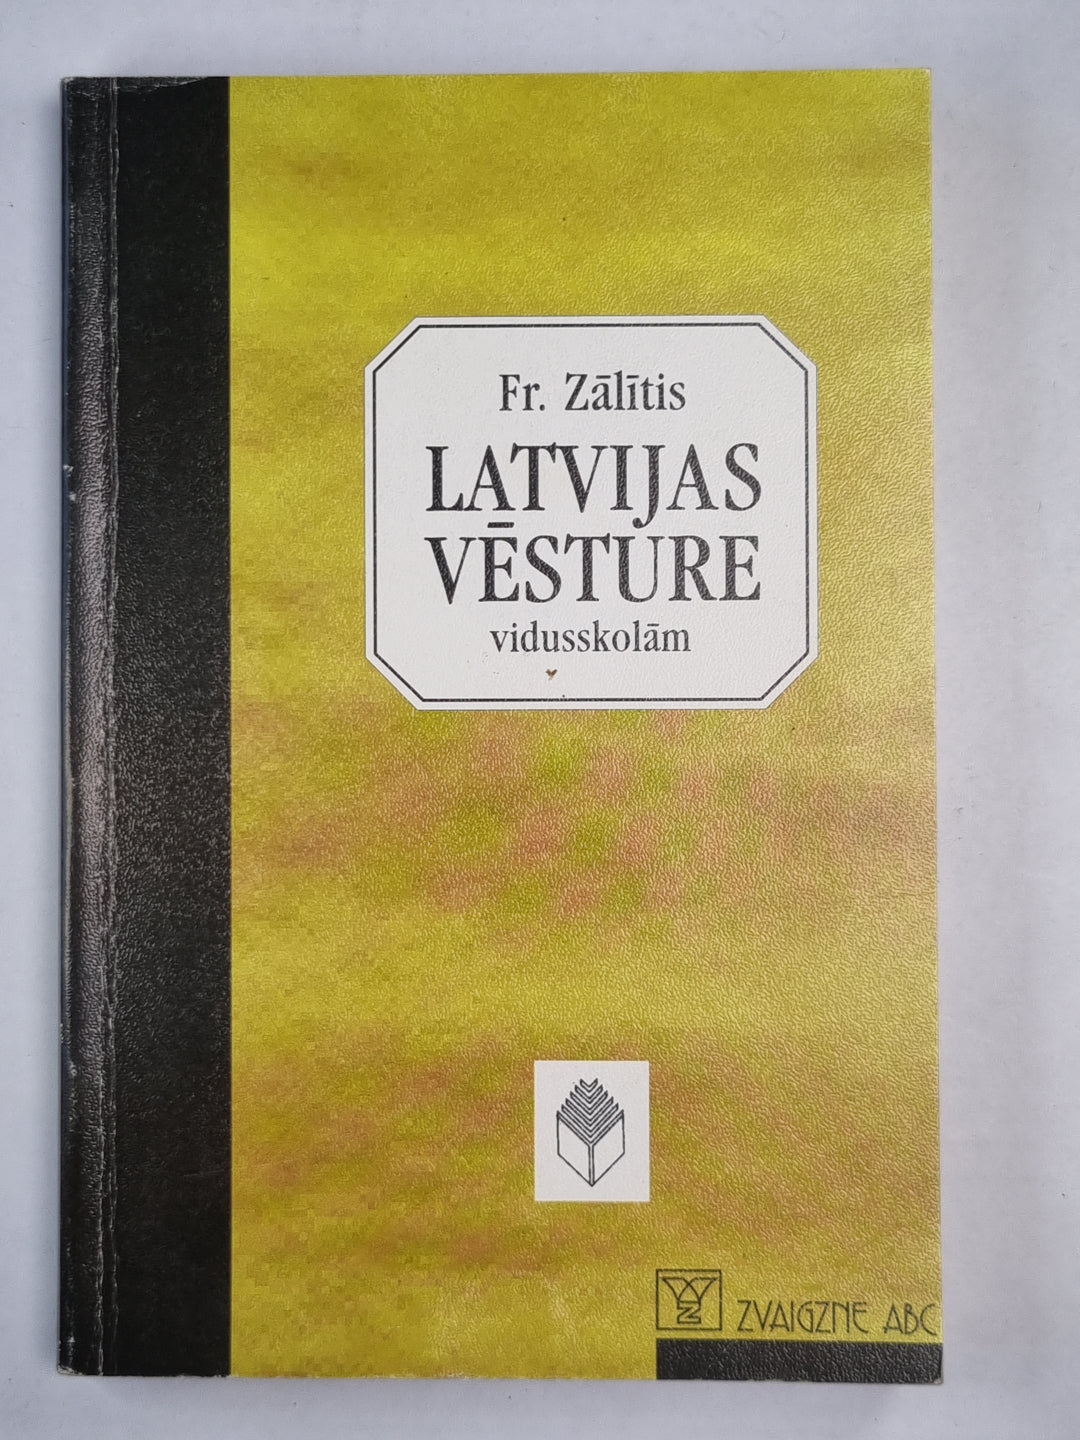 Fr. Zālītis
LATVIJAS
VĒSTURE
vidusskolām
ZVAIGZNE ABC